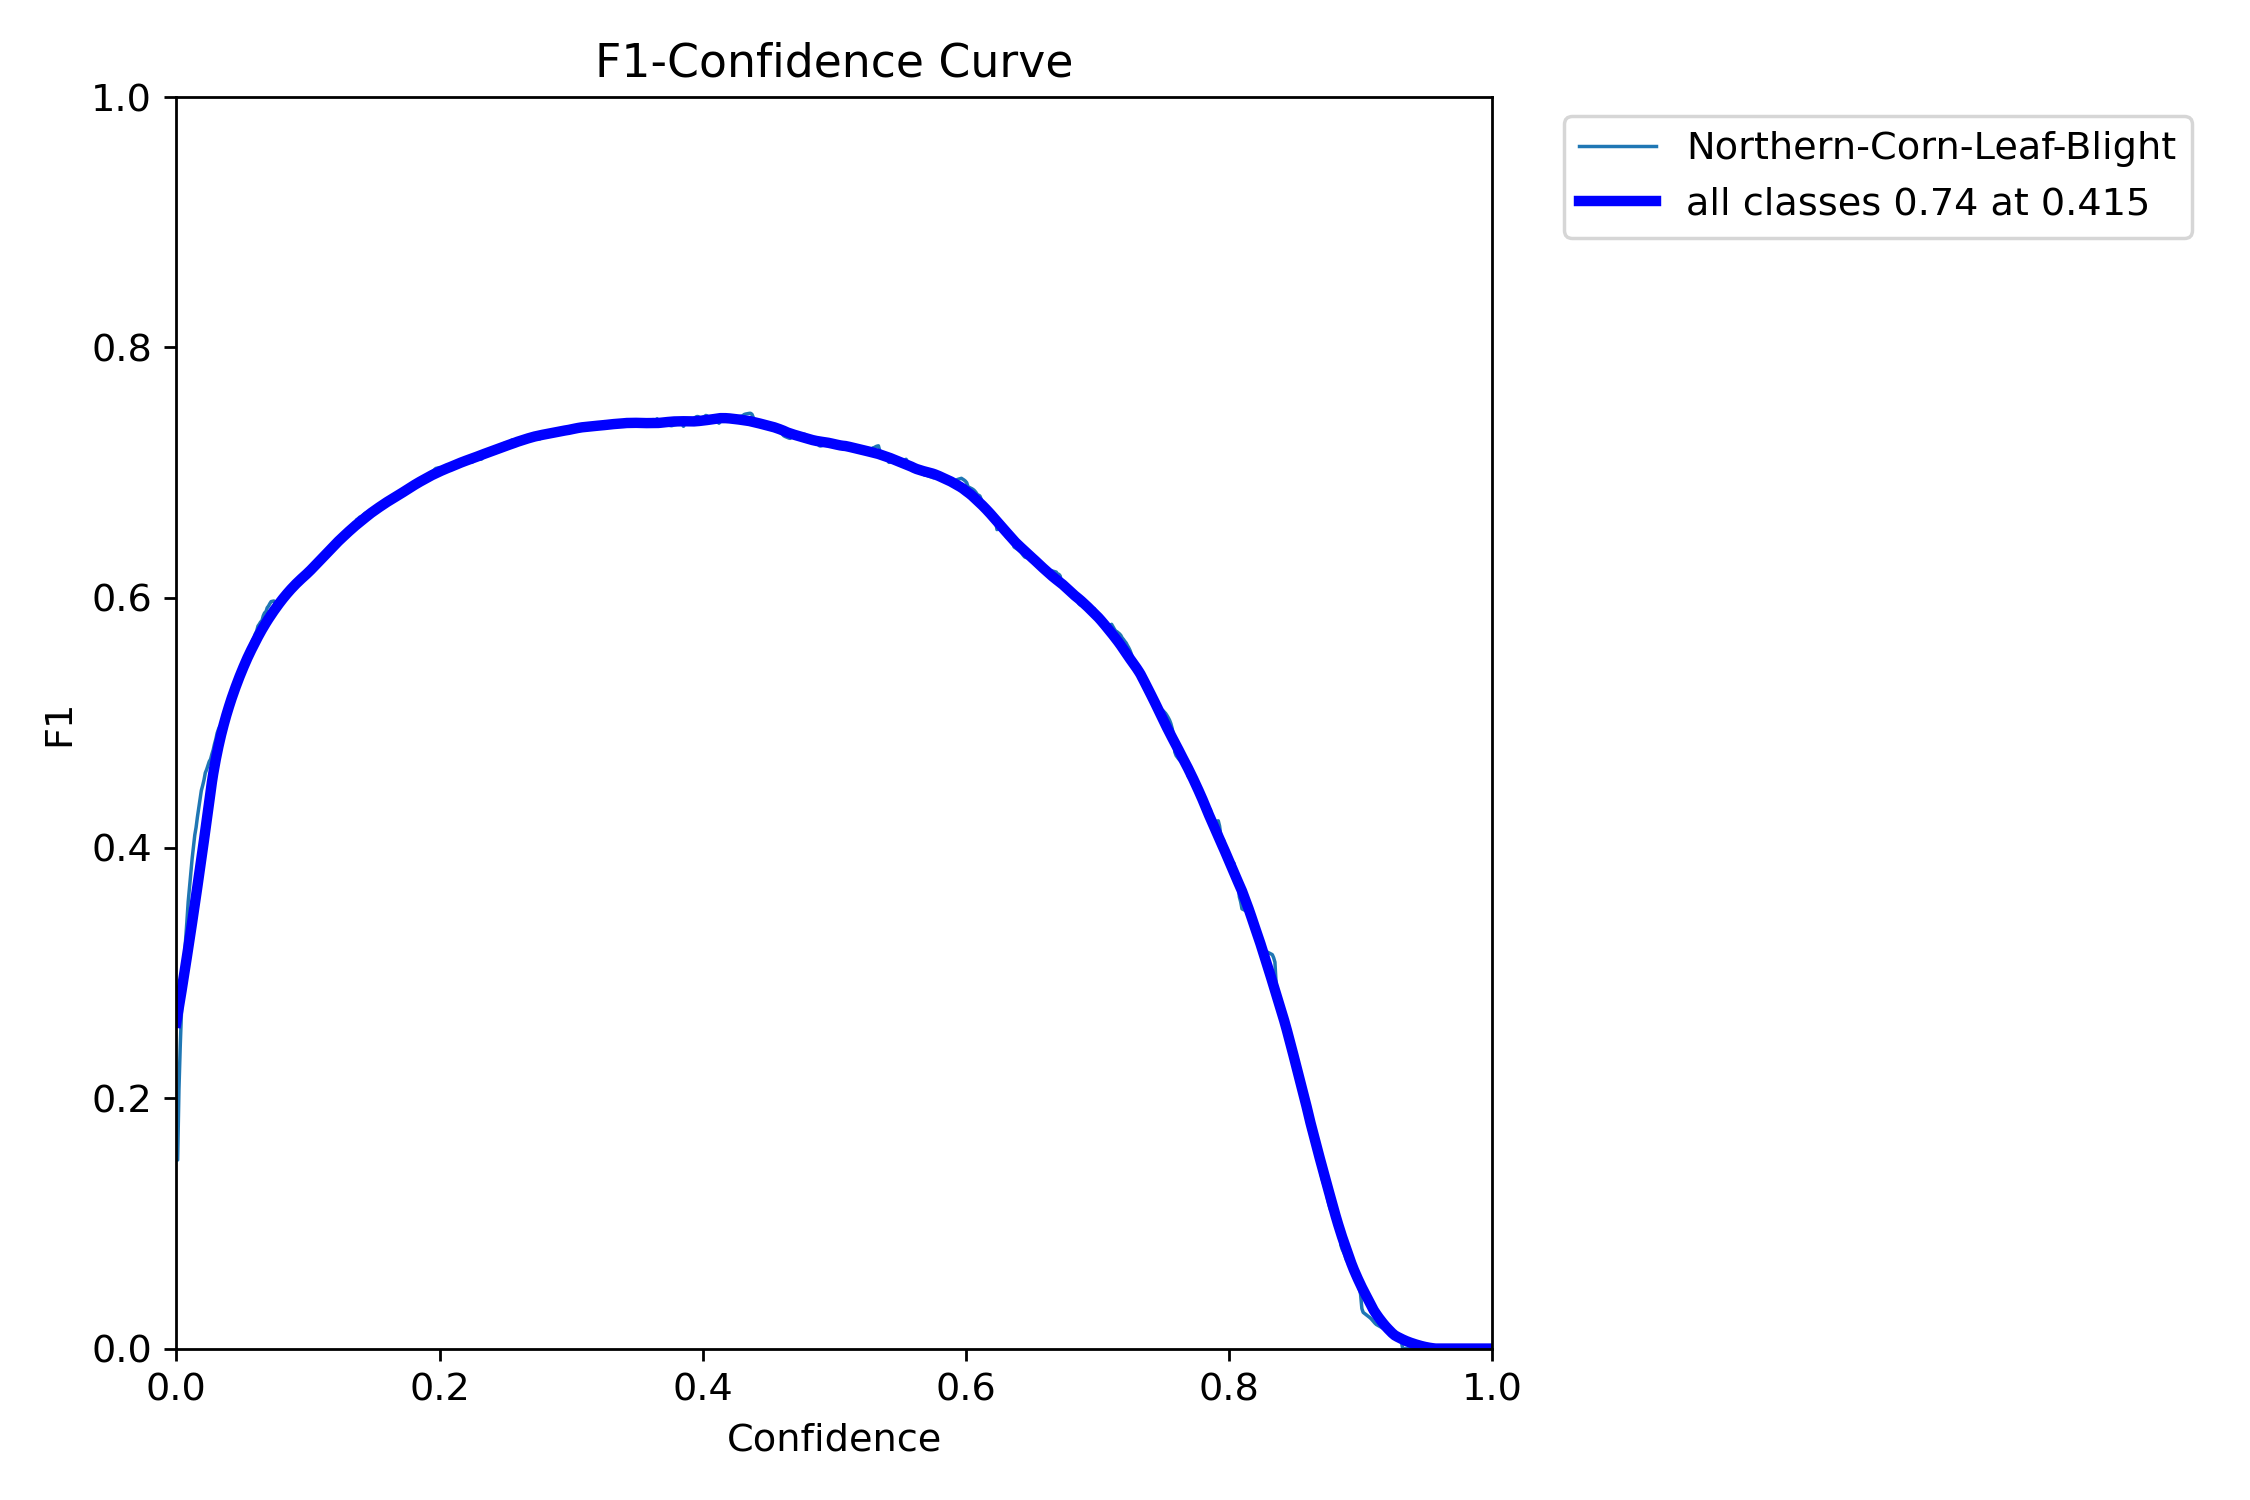 F1-Confidence Curve
1.0
0.8
0.6
0.4
0.2
0.0
F1
0.0 0.2 0.4 0.6 0.8 1.0
Confidence
Northern-Corn-Leaf-Blight
all classes 0.74 at 0.415